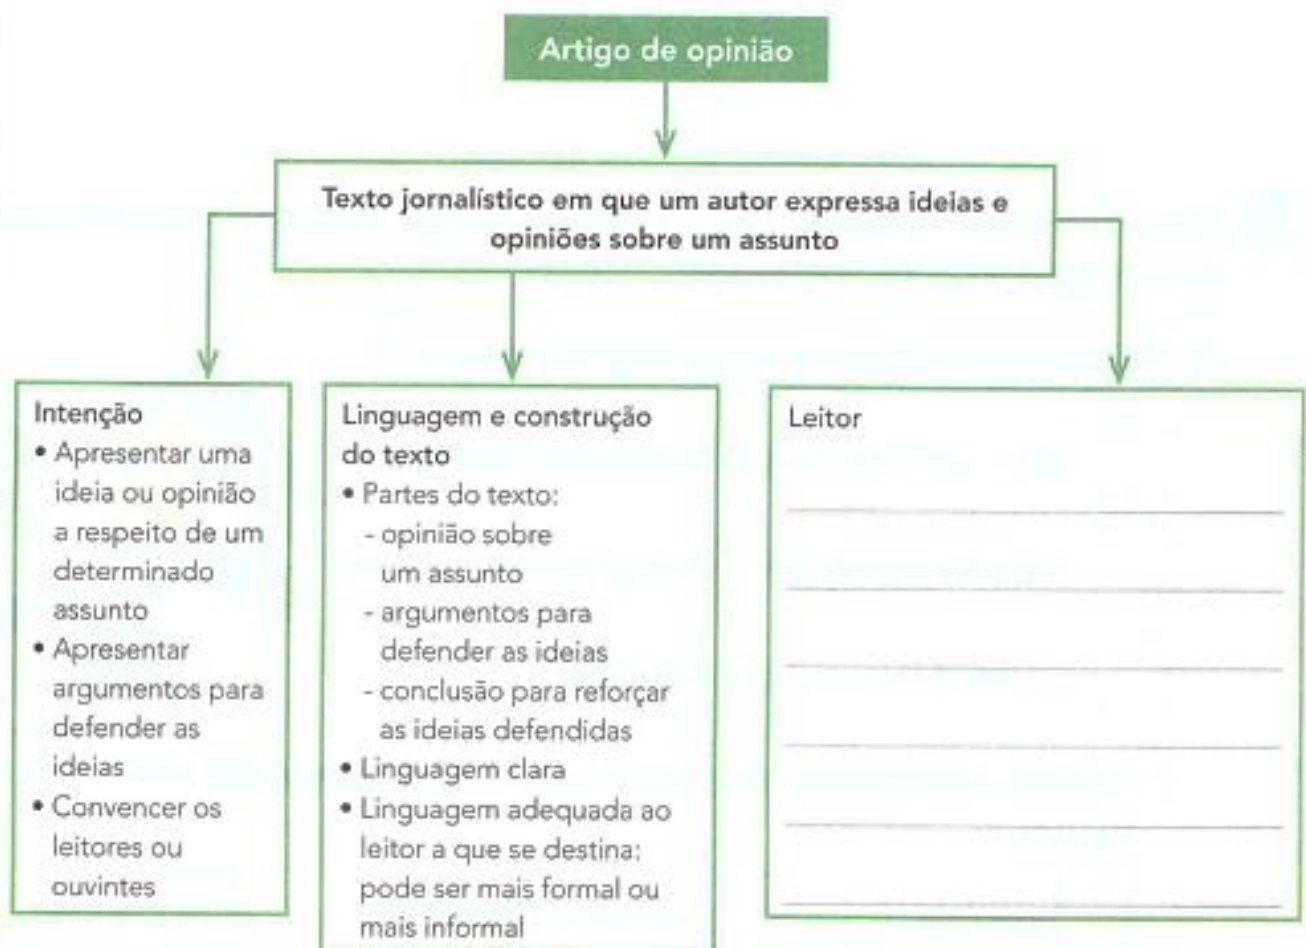 Artigo de opinião
Texto jornalístico em que um autor expressa ideias e
opiniões sobre um assunto
Intenção
• Apresentar uma
ideia ou opinião
a respeito de um
determinado
assunto
• Apresentar
argumentos para
defender as
ideias
• Convencer os
leitores ou
ouvintes
Linguagem e construção
do texto
• Partes do texto:
- opinião sobre
um assunto
- argumentos para
defender as ideias
- conclusão para reforçar
as ideias defendidas
• Linguagem clara
• Linguagem adequada ao
leitor a que se destina:
pode ser mais formal ou
mais informal
Leitor